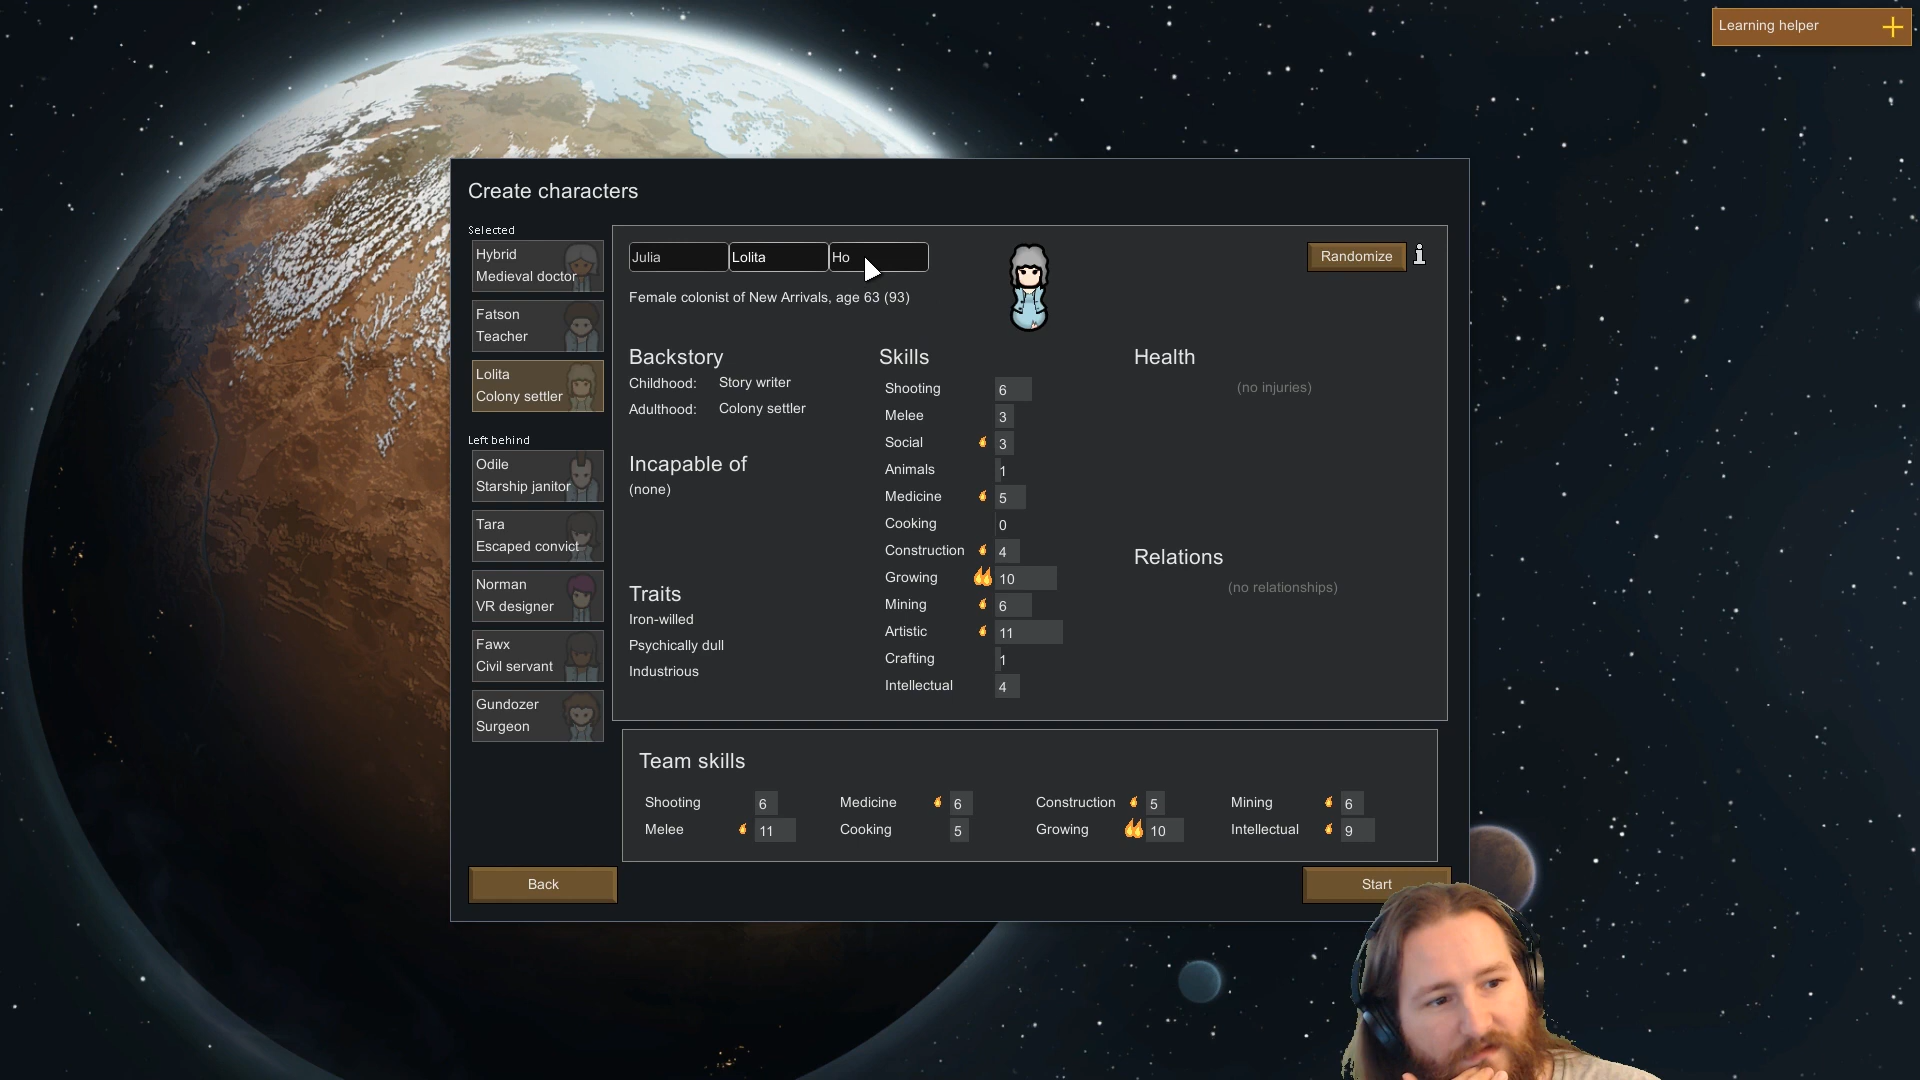 Learning helper
Create characters
Selected
Hybrid
Medieval doctor
Fatson
Teacher
Lolita
Colony settler
Left behind
Odile
Starship janitor
Tara
Escaped convict
Norman
VR designer
Fawx
Civil servant
Gundozer
Surgeon
Julia Lolita Ho
Randomize
Female colonist of New Arrivals, age 63 (93)
Backstory
Childhood: Story writer
Adulthood: Colony settler
Incapable of
(none)
Traits
Iron-willed
Psychically dull
Industrious
Skills
Shooting 6
Melee 3
Social 3
Animals 1
Medicine 5
Cooking 0
Construction 4
Growing 10
Mining 6
Artistic 11
Crafting 1
Intellectual 4
Health
(no injuries)
Relations
(no relationships)
Team skills
Shooting 6 Medicine 6 Construction 5 Mining 6
Melee 11 Cooking 5 Growing 10 Intellectual 9
Back
Start